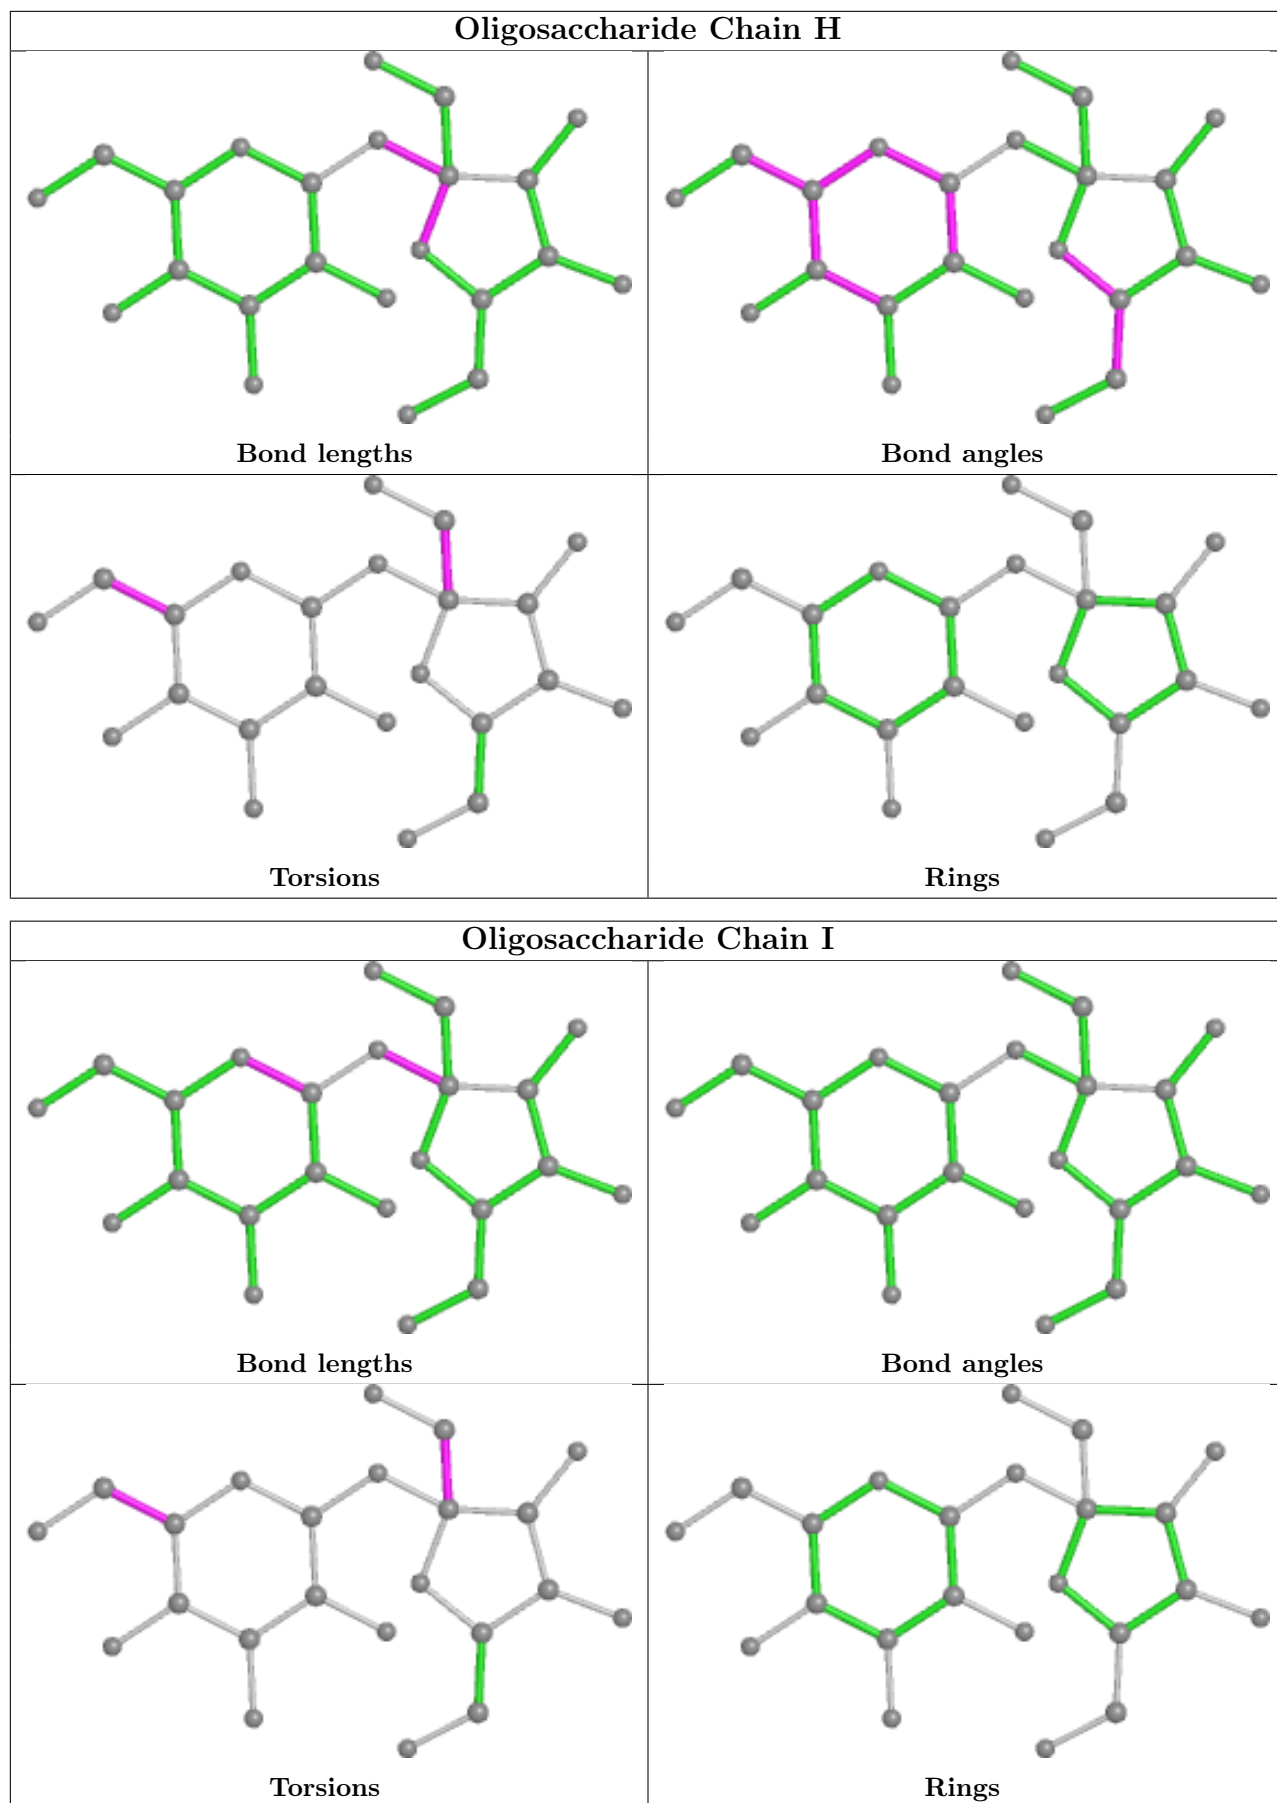 Oligosaccharide Chain H
Bond lengths
Bond angles
Torsions
Rings
Oligosaccharide Chain I
Bond lengths
Bond angles
Torsions
Rings